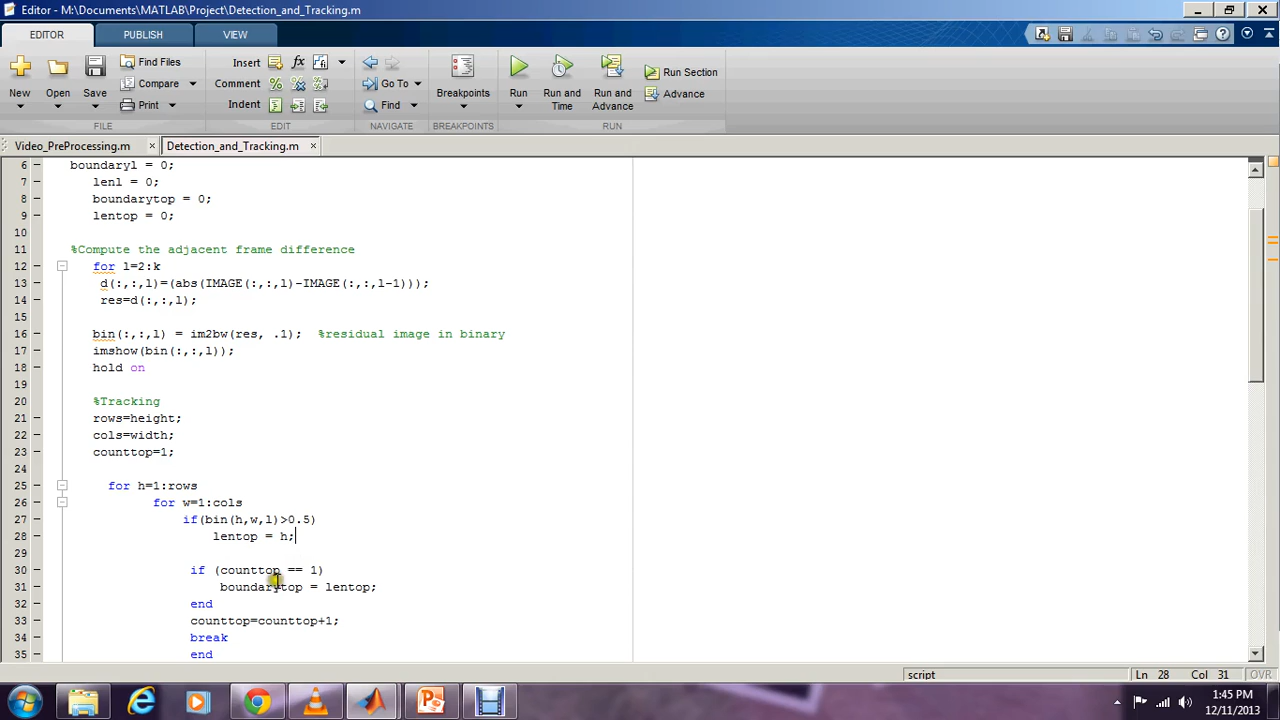 Editor - M:\Documents\MATLAB\Project\Detection_and_Tracking.m
EDITOR PUBLISH VIEW
New Open Save Find Files Compare Print
Insert Comment Indent
Go To Find
Breakpoints
Run Run and Time Run and Advance Run Section Advance
FILE EDIT NAVIGATE BREAKPOINTS RUN
Video_PreProcessing.m Detection_and_Tracking.m
6 boundaryl = 0;
7 lenl = 0;
8 boundarytop = 0;
9 lentop = 0;
10
11 %Compute the adjacent frame difference
12 for l=2:k
13 d(:,:,l)=(abs(IMAGE(:,:,l)-IMAGE(:,:,l-1)));
14 res=d(:,:,l);
15
16 bin(:,:,l) = im2bw(res, .1); %residual image in binary
17 imshow(bin(:,:,l));
18 hold on
19
20 %Tracking
21 rows=height;
22 cols=width;
23 counttop=1;
24
25 for h=1:rows
26 for w=1:cols
27 if(bin(h,w,l)>0.5)
28 lentop = h;
29
30 if (counttop == 1)
31 boundarytop = lentop;
32 end
33 counttop=counttop+1;
34 break
35 end
script Ln 28 Col 31 OVR
1:45 PM
12/11/2013